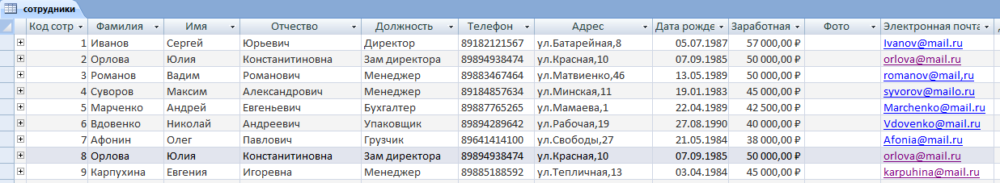 сотрудники
Код сотр Фамилия Имя Отчество Должность Телефон Адрес Дата рожде Заработная Фото Электронная почта
1 Иванов Сергей Юрьевич Директор 89182121567 ул.Батарейная,8 05.07.1987 57 000,00 ₽ Ivanov@mail.ru
2 Орлова Юлия Констанитиновна Зам директора 89894938474 ул.Красная,10 07.09.1985 50 000,00 ₽ orlova@mail.ru
3 Романов Вадим Романович Менеджер 89883467464 ул.Матвиенко,46 13.05.1989 50 000,00 ₽ romanov@mail,ru
4 Суворов Максим Александрович Менеджер 89184857634 ул.Минская,11 19.01.1983 45 000,00 ₽ syvorov@mailo.ru
5 Марченко Андрей Евгеньевич Бухгалтер 89887765265 ул.Мамаева,1 22.04.1989 42 500,00 ₽ Marchenko@mail.ru
6 Вдовенко Николай Андреевич Упаковщик 89894289642 ул.Рабочая,19 27.08.1990 40 000,00 ₽ Vdovenko@mail.ru
7 Афонин Олег Павлович Грузчик 89641414100 ул.Свободы,27 21.05.1984 38 000,00 ₽ Afonia@mail.ru
8 Орлова Юлия Констанитиновна Зам директора 89894938474 ул.Красная,10 07.09.1985 50 000,00 ₽ orlova@mail.ru
9 Карпухина Евгения Игоревна Менеджер 89885188592 ул.Тепличная,13 03.04.1984 45 000,00 ₽ karpuhina@mail.ru